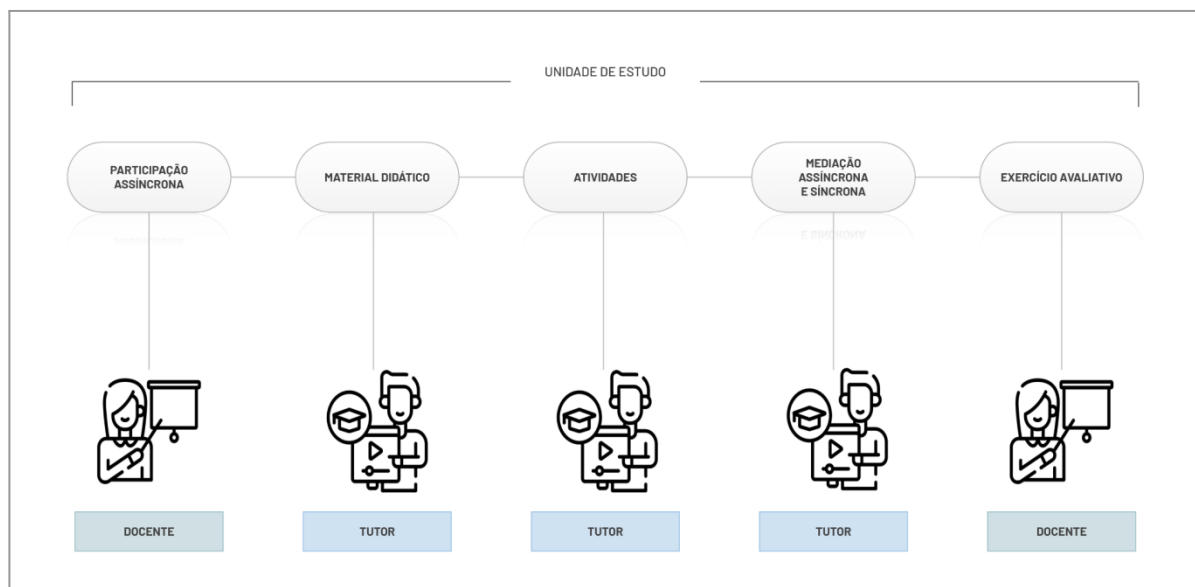 UNIDADE DE ESTUDO
PARTICIPAÇÃO
ASSÍNCRONA
MATERIAL DIDÁTICO
ATIVIDADES
MEDIAÇÃO
ASSÍNCRONA
E SÍNCRONA
EXERCÍCIO AVALIATIVO
DOCENTE
TUTOR
TUTOR
TUTOR
DOCENTE